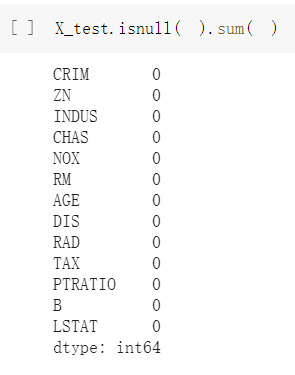 [ ] X_test.isnull( ).sum( )
CRIM 0
ZN 0
INDUS 0
CHAS 0
NOX 0
RM 0
AGE 0
DIS 0
RAD 0
TAX 0
PTRATIO 0
B 0
LSTAT 0
dtype: int64